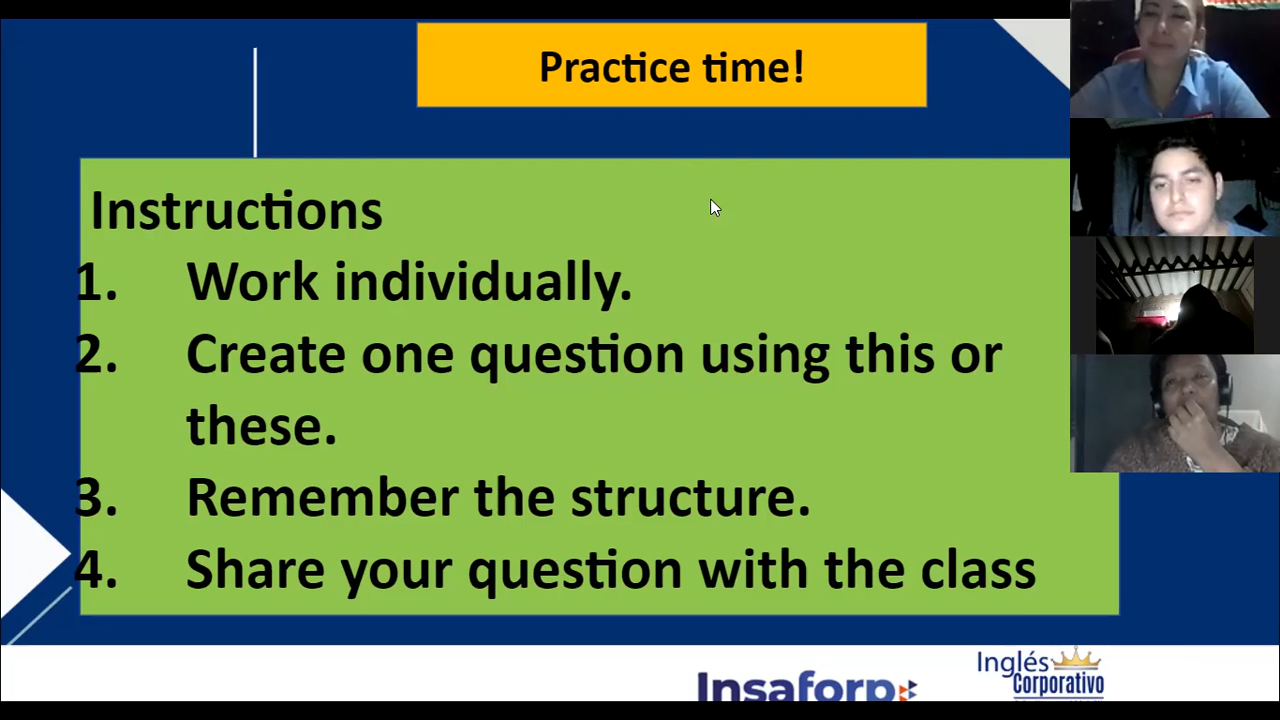 Practice time!
Instructions
1. Work individually.
2. Create one question using this or
these.
3. Remember the structure.
4. Share your question with the class
Insaforp
Inglés
Corporativo